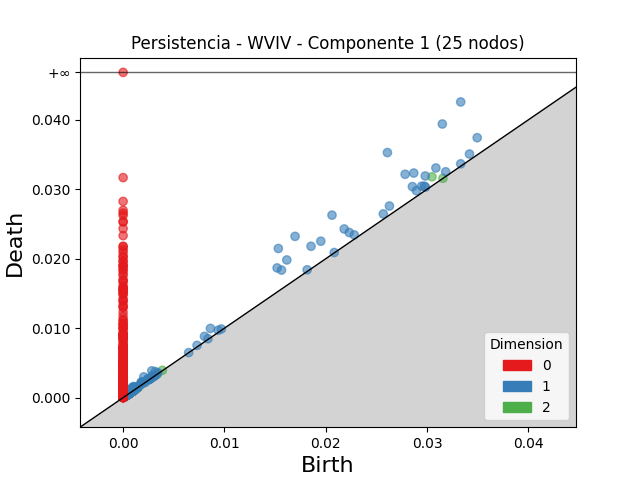 Persistencia - WVIV - Componente 1 (25 nodos)
+∞
0.040
0.030
0.020
0.010
0.000
Death
Dimension
0
1
2
0.00 0.01 0.02 0.03 0.04
Birth